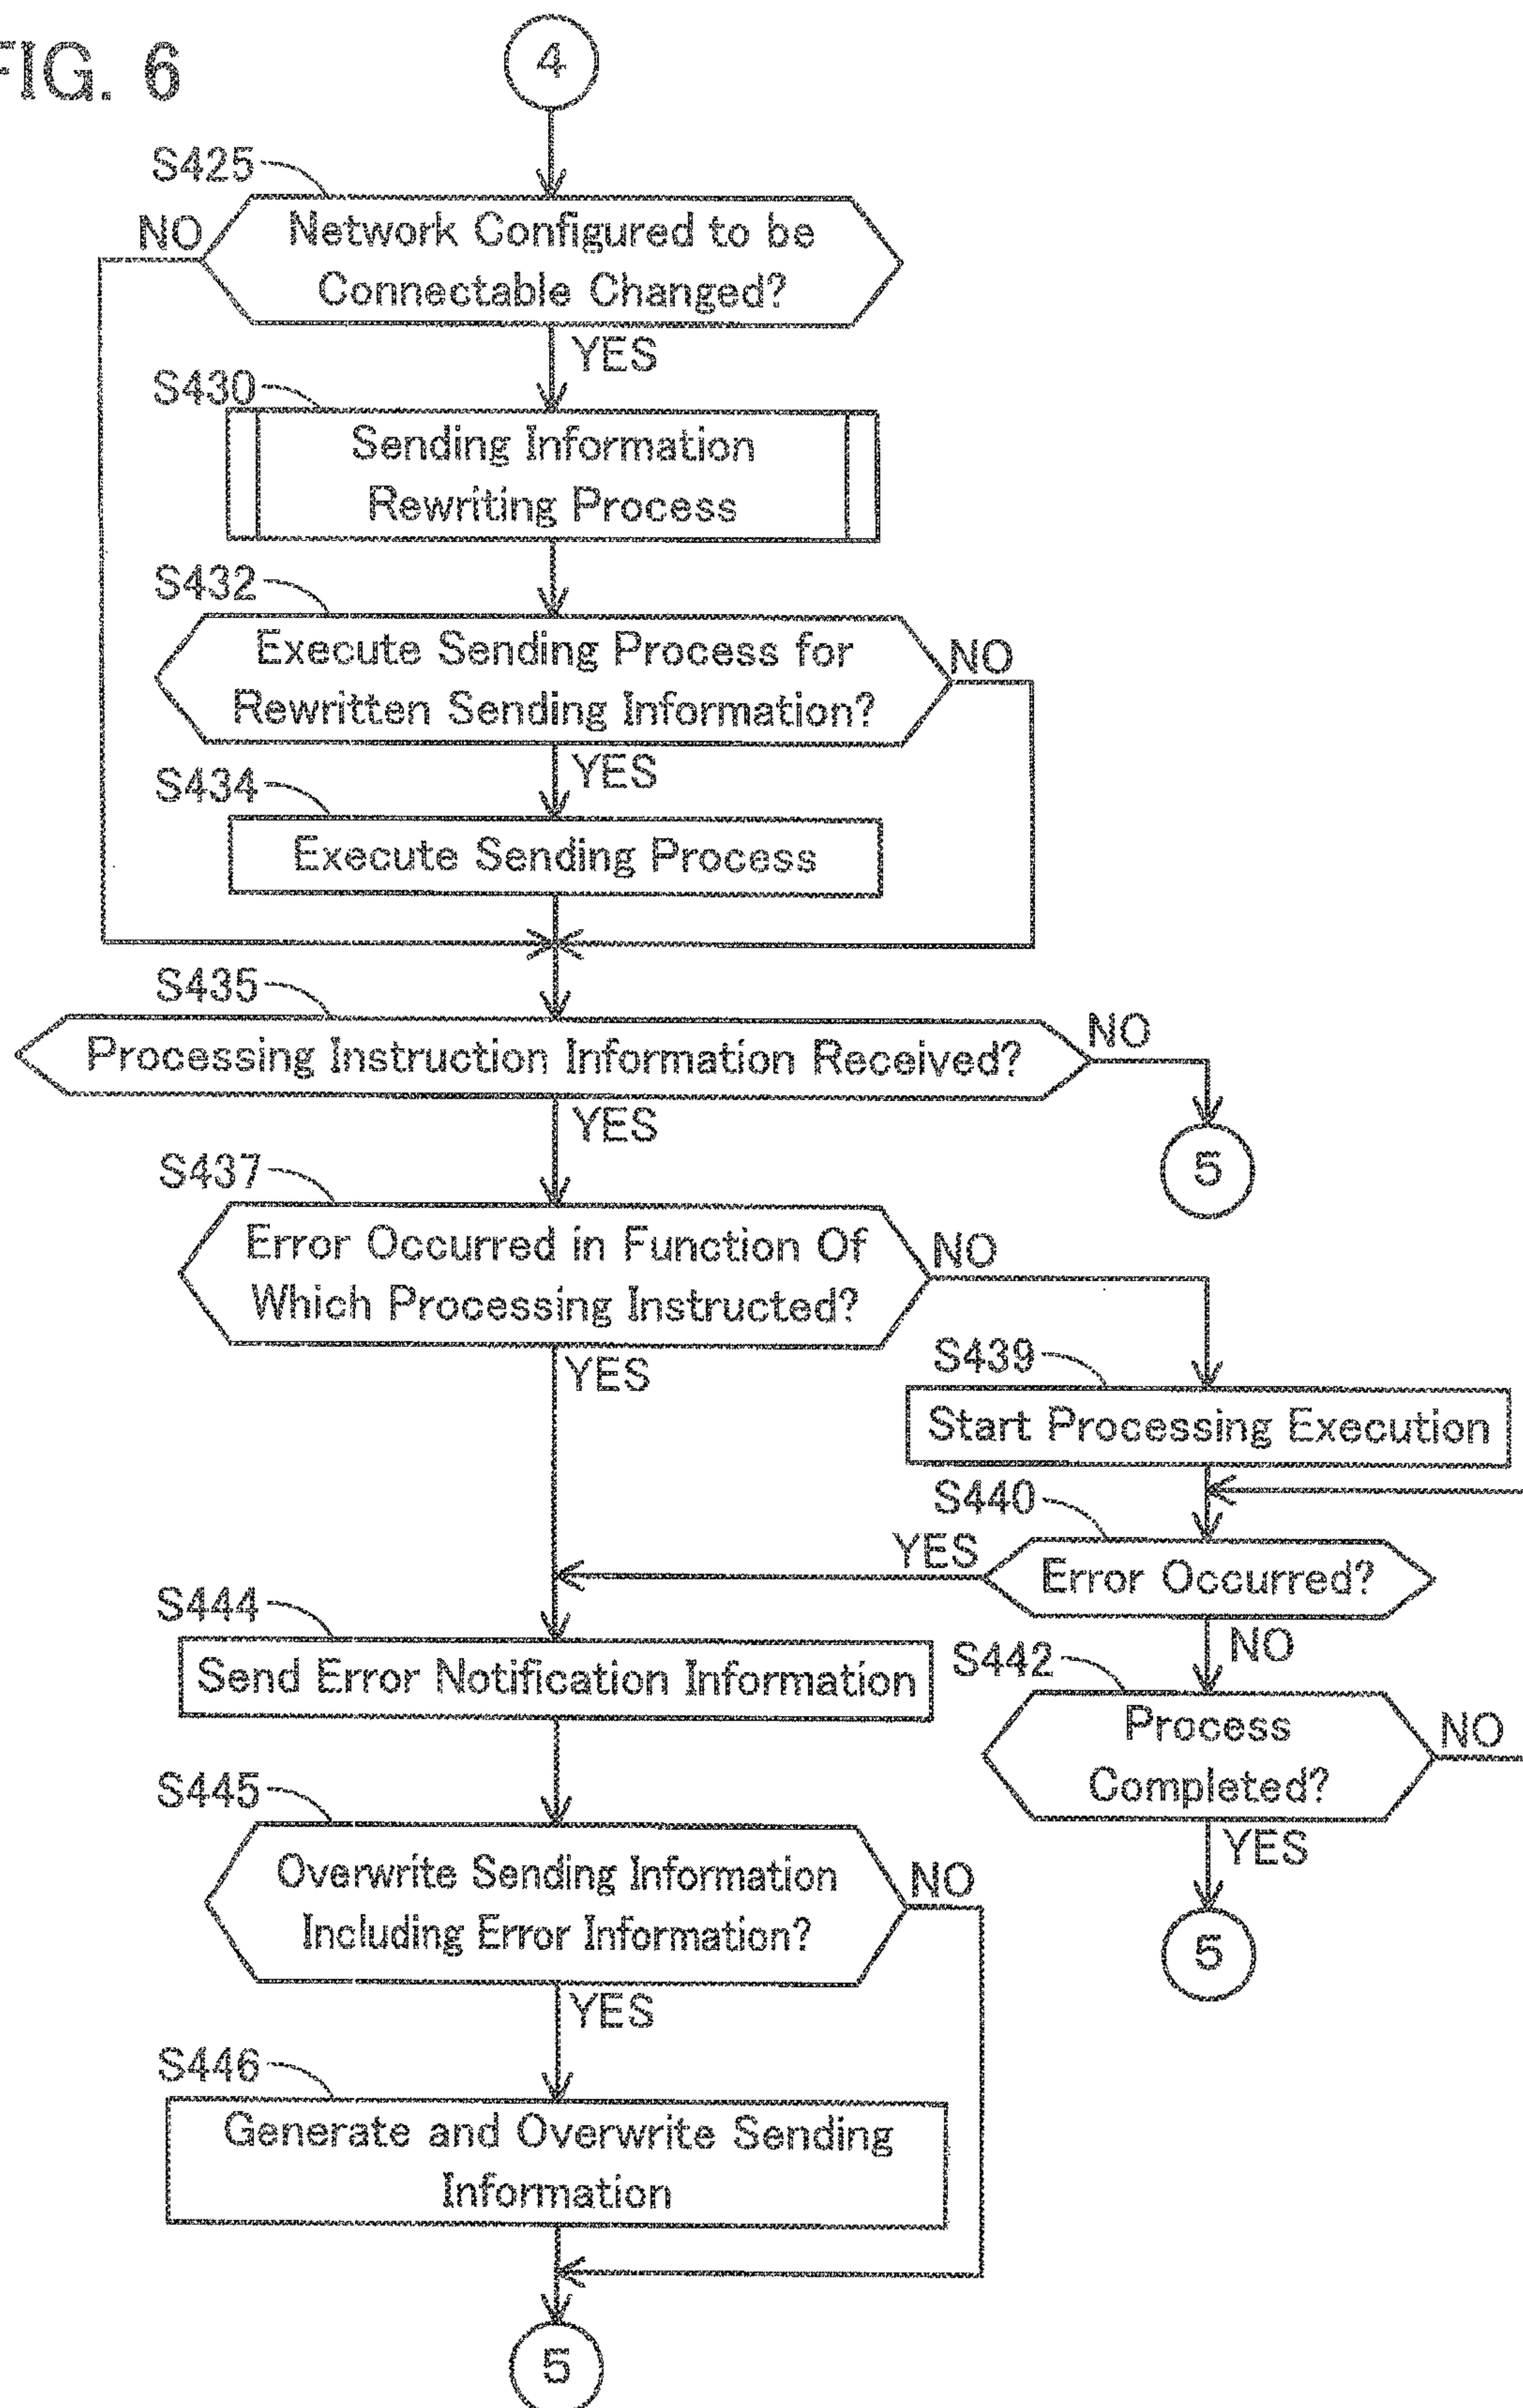 FIG. 6
4
S425
NO
Network Configured to be
Connectable Changed?
YES
S430
Sending Information
Rewriting Process
S432
Execute Sending Process for
Rewritten Sending Information?
NO
YES
S434
Execute Sending Process
S435
Processing Instruction Information Received?
NO
YES
5
S437
Error Occurred in Function Of
Which Processing Instructed?
NO
YES
S439
Start Processing Execution
S440
YES
Error Occurred?
NO
S444
Send Error Notification Information
S442
Process
Completed?
NO
YES
5
S445
Overwrite Sending Information
Including Error Information?
NO
YES
S446
Generate and Overwrite Sending
Information
5